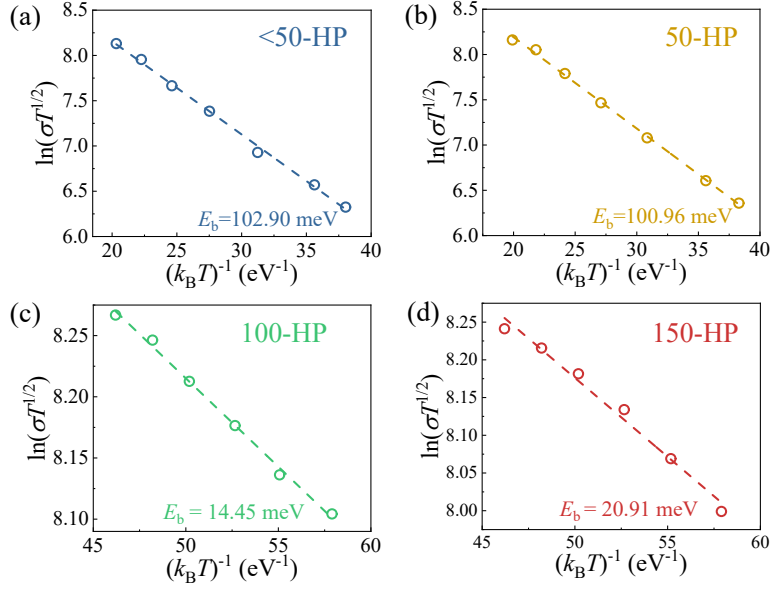 (a)
<50-HP
8.5
8.0
7.5
7.0
6.5
6.0
ln(σT^{1/2})
E_b=102.90 meV
20 25 30 35 40
(k_BT)^{-1} (eV^{-1})
(b)
50-HP
8.5
8.0
7.5
7.0
6.5
6.0
ln(σT^{1/2})
E_b=100.96 meV
20 25 30 35 40
(k_BT)^{-1} (eV^{-1})
(c)
100-HP
8.25
8.20
8.15
8.10
ln(σT^{1/2})
E_b = 14.45 meV
45 50 55 60
(k_BT)^{-1} (eV^{-1})
(d)
150-HP
8.25
8.20
8.15
8.10
8.05
8.00
ln(σT^{1/2})
E_b = 20.91 meV
45 50 55 60
(k_BT)^{-1} (eV^{-1})